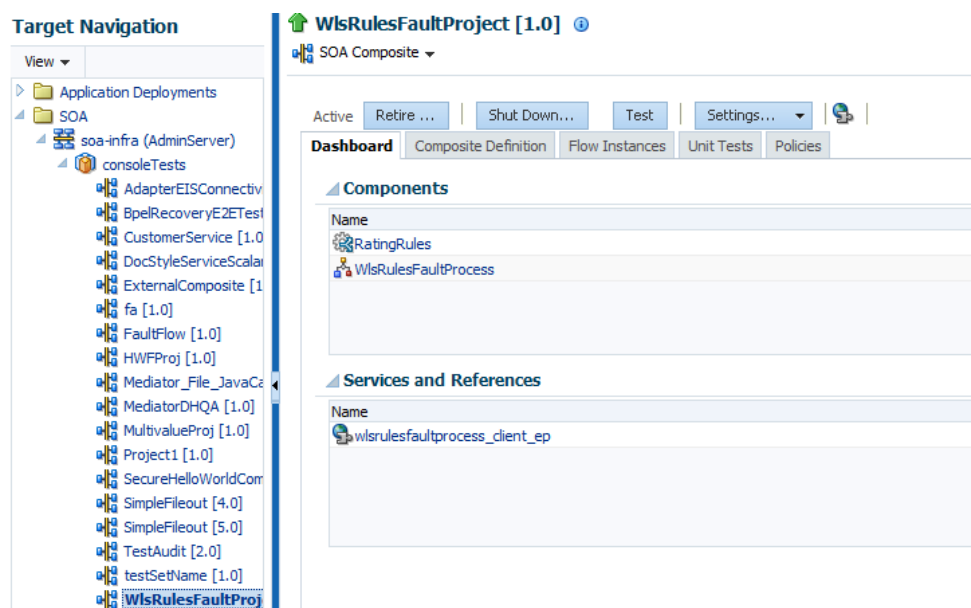 Target Navigation
View
Application Deployments
SOA
soa-infra (AdminServer)
consoleTests
AdapterEISConnectiv
BpelRecoveryE2ETest
CustomerService [1.0
DocStyleServiceScalar
ExternalComposite [1
fa [1.0]
FaultFlow [1.0]
HWFProj [1.0]
Mediator_File_JavaCa
MediatorDHQA [1.0]
MultivalueProj [1.0]
Project1 [1.0]
SecureHelloWorldCom
SimpleFileout [4.0]
SimpleFileout [5.0]
TestAudit [2.0]
testSetName [1.0]
WlsRulesFaultProj
WlsRulesFaultProject [1.0]
SOA Composite
Active Retire ... Shut Down... Test Settings...
Dashboard Composite Definition Flow Instances Unit Tests Policies
Components
Name
RatingRules
WlsRulesFaultProcess
Services and References
Name
wlsrulesfaultprocess_client_ep